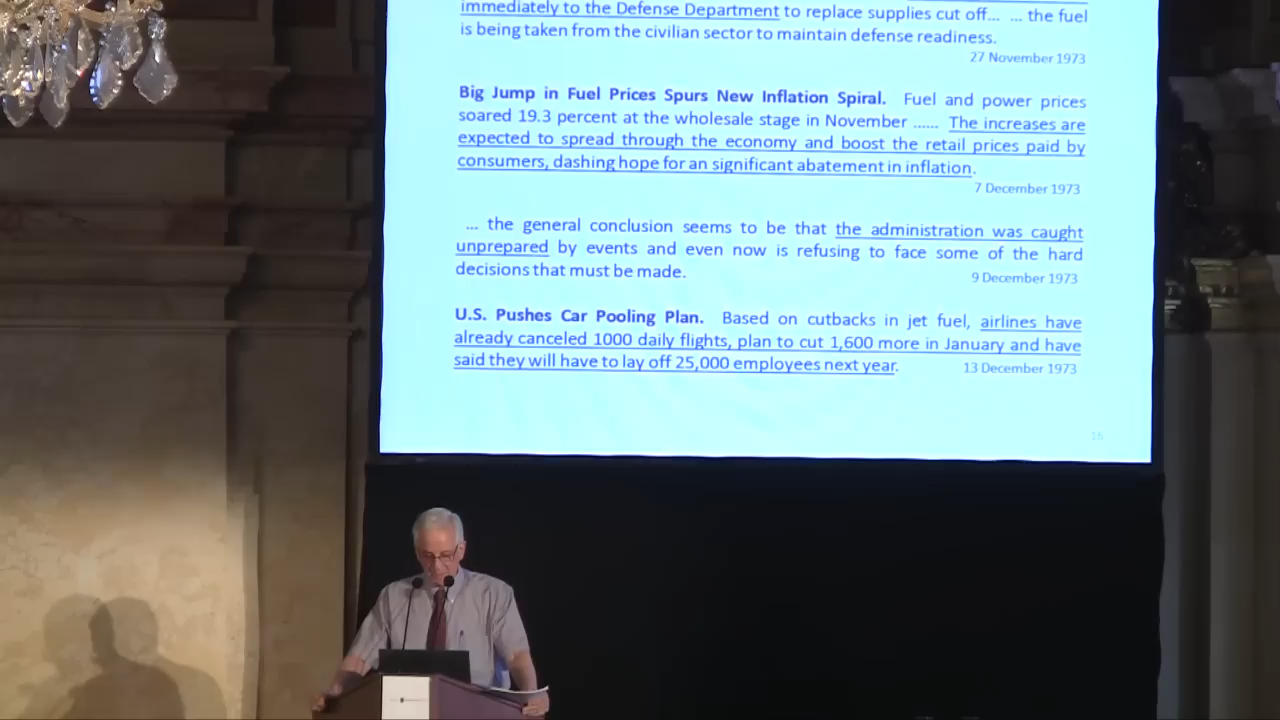 immediately to the Defense Department to replace supplies cut off... ... the fuel
is being taken from the civilian sector to maintain defense readiness.
27 November 1973
Big Jump in Fuel Prices Spurs New Inflation Spiral. Fuel and power prices
soared 19.3 percent at the wholesale stage in November ...... The increases are
expected to spread through the economy and boost the retail prices paid by
consumers, dashing hope for an significant abatement in inflation.
7 December 1973
... the general conclusion seems to be that the administration was caught
unprepared by events and even now is refusing to face some of the hard
decisions that must be made. 9 December 1973
U.S. Pushes Car Pooling Plan. Based on cutbacks in jet fuel, airlines have
already canceled 1000 daily flights, plan to cut 1,600 more in January and have
said they will have to lay off 25,000 employees next year. 13 December 1973
16